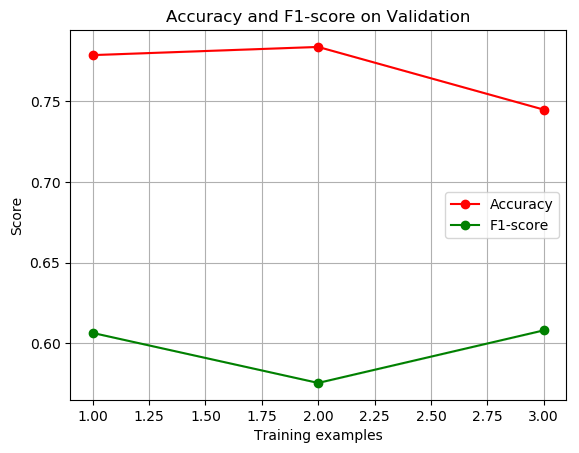 Accuracy and F1-score on Validation
0.75
0.70
0.65
0.60
Score
Accuracy
F1-score
1.00 1.25 1.50 1.75 2.00 2.25 2.50 2.75 3.00
Training examples